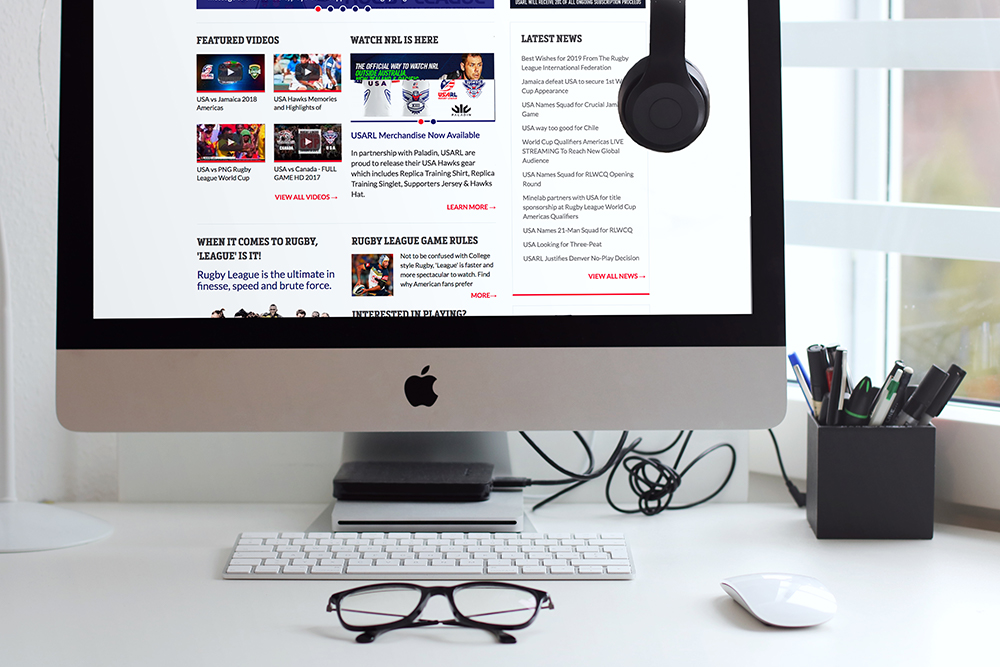 USARL WILL RECEIVE 20% OF ALL ONGOING SUBSCRIPTION PROCEEDS
FEATURED VIDEOS
USA vs Jamaica 2018
Americas
USA Hawks Memories
and Highlights of
USA vs PNG Rugby
League World Cup
USA vs Canada - FULL
GAME HD 2017
VIEW ALL VIDEOS→
WATCH NRL IS HERE
THE OFFICIAL WAY TO WATCH NRL
OUTSIDE AUSTRALIA,
USA
USARL
PALADIN
USARL Merchandise Now Available
In partnership with Paladin, USARL are
proud to release their USA Hawks gear
which includes Replica Training Shirt, Replica
Training Singlet, Supporters Jersey & Hawks
Hat.
LEARN MORE→
LATEST NEWS
Best Wishes for 2019 From The Rugby
League International Federation
Jamaica defeat USA to secure 1st W
Cup Appearance
USA Names Squad for Crucial Jam
Game
USA way too good for Chile
World Cup Qualifiers Americas LIVE
STREAMING To Reach New Global
Audience
USA Names Squad for RLWCQ Opening
Round
Minelab partners with USA for title
sponsorship at Rugby League World Cup
Americas Qualifiers
USA Names 21-Man Squad for RLWCQ
USA Looking for Three-Peat
USARL Justifies Denver No-Play Decision
VIEW ALL NEWS→
WHEN IT COMES TO RUGBY,
'LEAGUE' IS IT!
Rugby League is the ultimate in
finesse, speed and brute force.
RUGBY LEAGUE GAME RULES
Not to be confused with College
style Rugby, 'League' is faster and
more spectacular to watch. Find
why American fans prefer
MORE→
INTERESTED IN PLAYING?